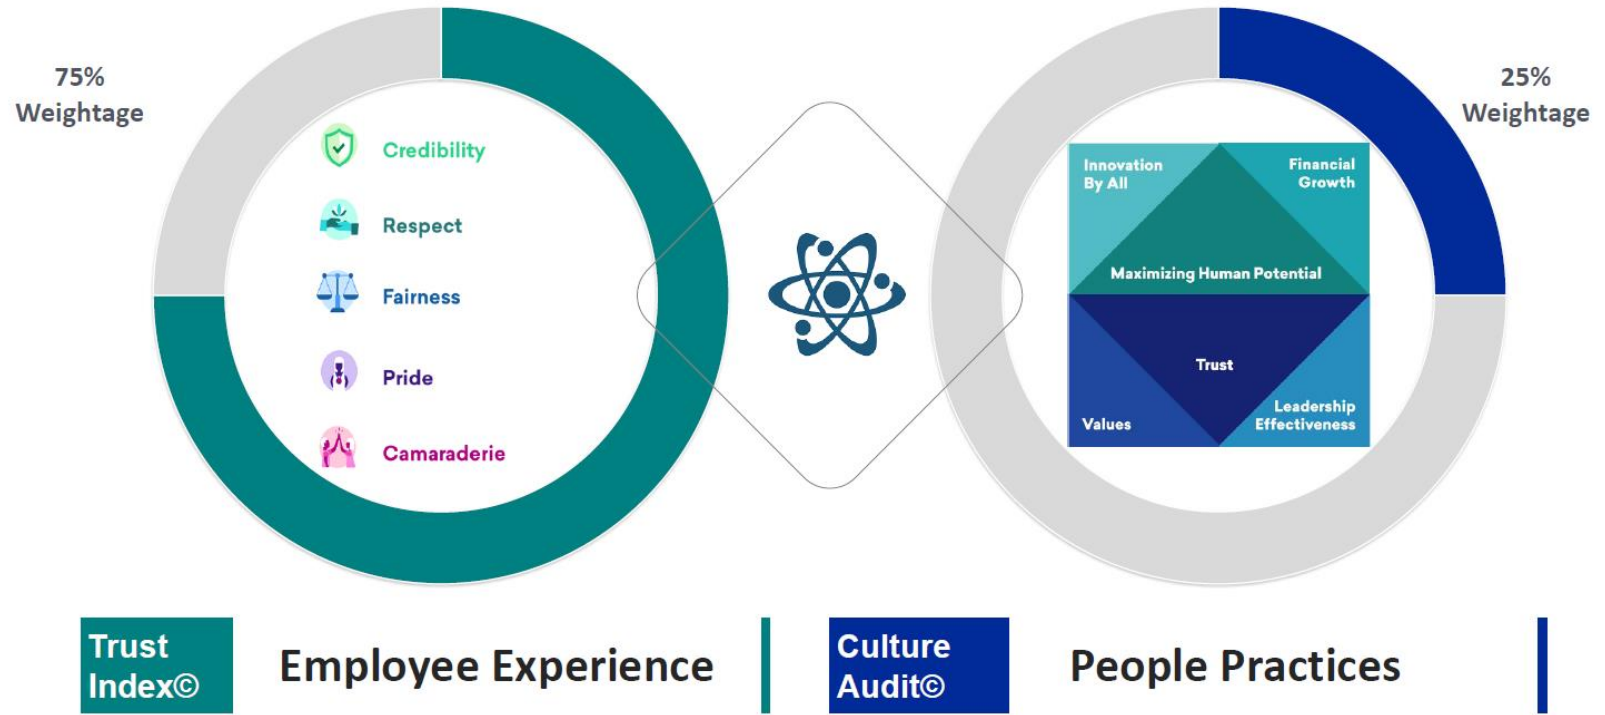 75%
Weightage
Credibility
Respect
Fairness
Pride
Camaraderie
25%
Weightage
Innovation
By All
Financial
Growth
Maximizing Human Potential
Trust
Values
Leadership
Effectiveness
Trust
Index©
Employee Experience
Culture
Audit©
People Practices